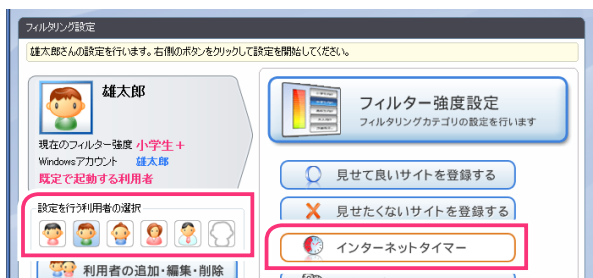 フィルタリング設定
雄太郎さんの設定を行います。右側のボタンをクリックして設定を開始してください。
雄太郎
現在のフィルター強度 小学生+
Windowsアカウント 雄太郎
既定で起動する利用者
設定を行う利用者の選択
利用者の追加・編集・削除
フィルター強度設定
フィルタリングカテゴリの設定を行います
見せて良いサイトを登録する
見せたくないサイトを登録する
インターネットタイマー